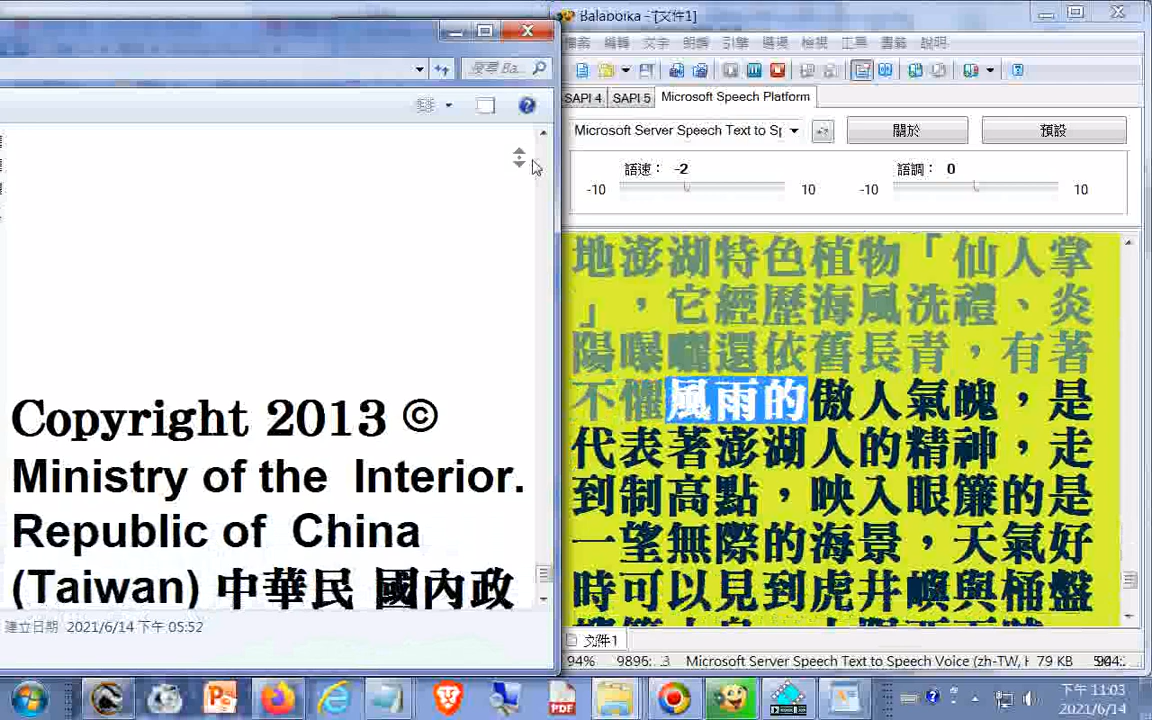 Balabolka - [文件1]
檔案 編輯 文字 朗讀 引擎 選項 檢視 工具 書籤 說明
搜尋 Ba...
SAPI 4 SAPI 5 Microsoft Speech Platform
Microsoft Server Speech Text to Sp
關於
預設
語速： -2
語調： 0
-10 10 -10 10
地澎湖特色植物「仙人掌
」，它經歷海風洗禮、炎
陽曝曬還依舊長青，有著
不懼風雨的傲人氣魄，是
代表著澎湖人的精神，走
到制高點，映入眼簾的是
一望無際的海景，天氣好
時可以見到虎井嶼與桶盤
Copyright 2013 ©
Ministry of the Interior.
Republic of China
(Taiwan) 中華民 國內政
建立日期 2021/6/14 下午 05:52
文件1
94% Microsoft Server Speech Text to Speech Voice (zh-TW, 79 KB
PDF
下午 11:03
2021/6/14